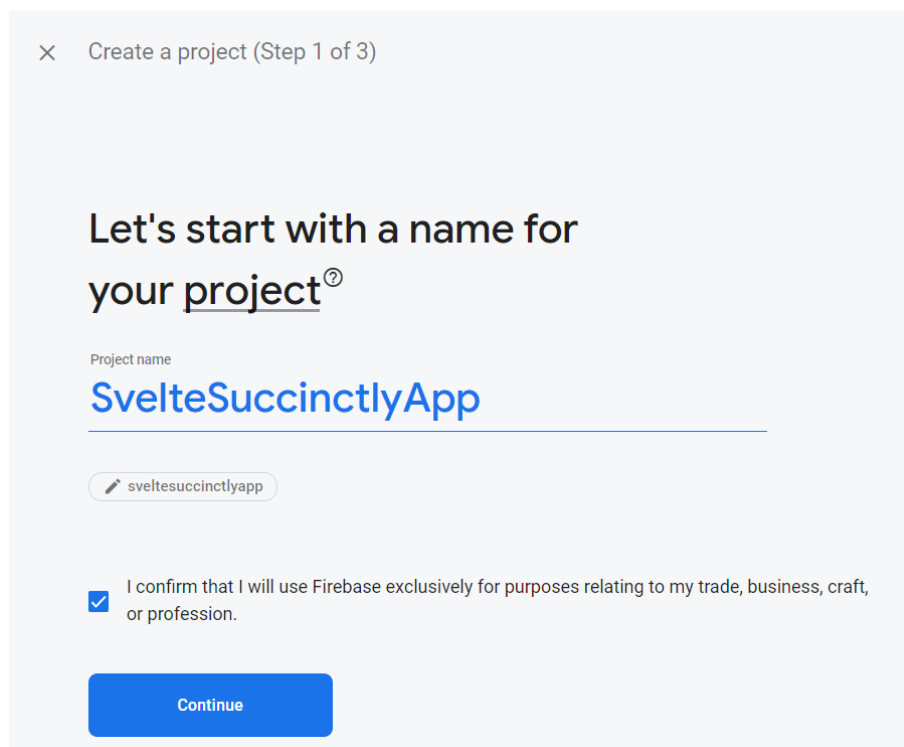 Create a project (Step 1 of 3)
Let's start with a name for
your project
Project name
SvelteSuccinctlyApp
sveltesuccinctlyapp
I confirm that I will use Firebase exclusively for purposes relating to my trade, business, craft,
or profession.
Continue